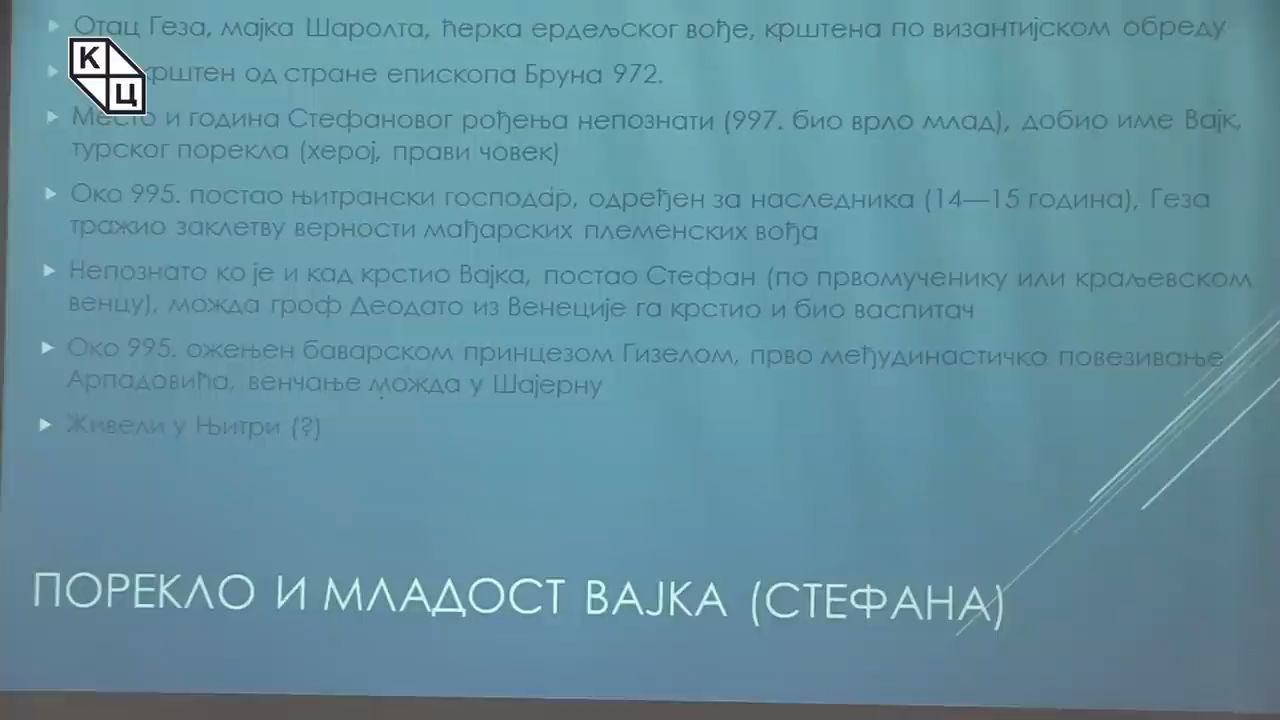 Отац Геза, мајка Шаролта, ћерка ердељског вође, крштена по византијском обреду
К
Ц
крштен од стране епископа Бруна 972.
Место и година Стефановог рођења непознати (997. био врло млад), добио име Вајк,
турског порекла (херој, прави човек)
Око 995. постао њитрански господар, одређен за наследника (14—15 година), Геза
тражио заклетву верности мађарских племенских вођа
Непознато ко је и кад крстио Вајка, постао Стефан (по првомученику или краљевском
венцу), можда гроф Деодато из Венеције га крстио и био васпитач
Око 995. ожењен баварском принцезом Гизелом, прво међудинастичко повезивање
Арпадовића, венчање можда у Шајерну
Живели у Њитри (?)
ПОРЕКЛО И МЛАДОСТ ВАЈКА (СТЕФАНА)